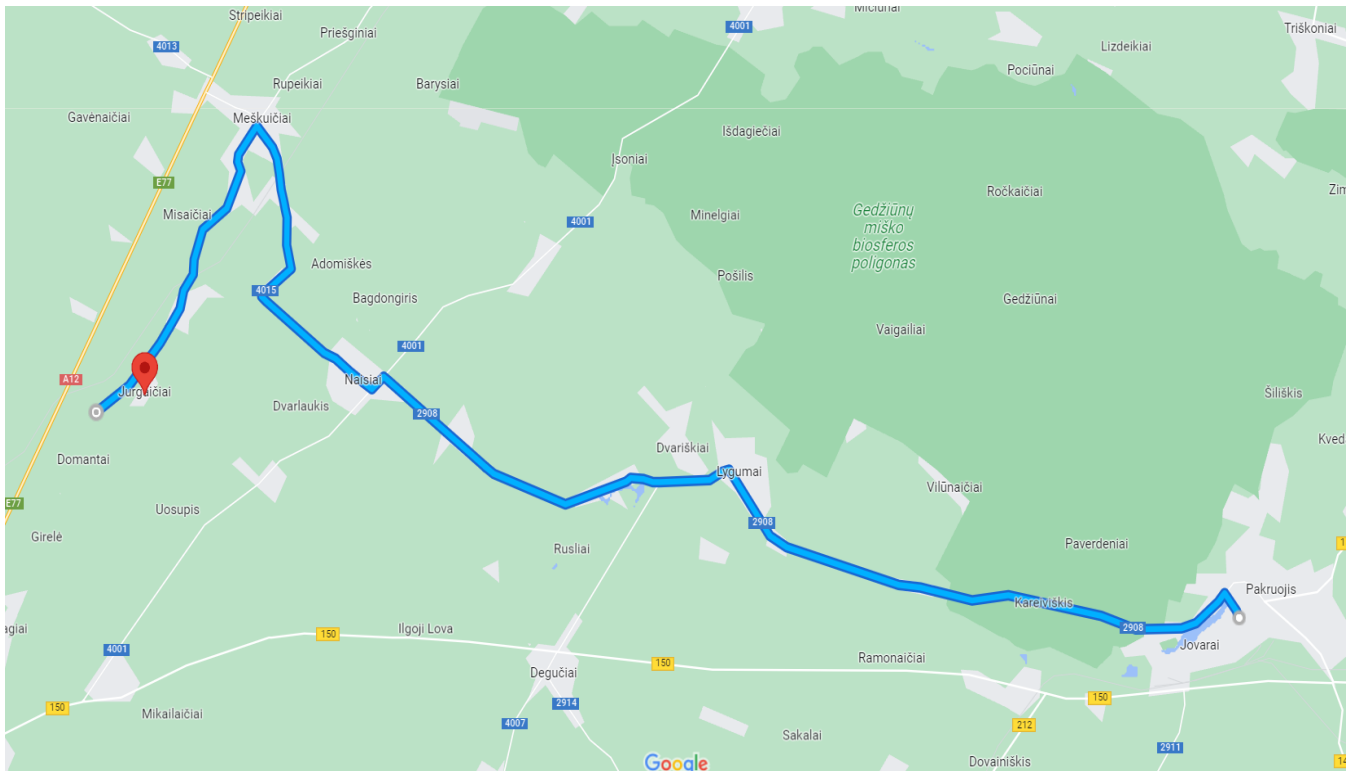 Stripeikiai
Mičiūnai
Priešginiai
4001
Triškoniai
4013
Lizdeikiai
Pociūnai
Rupeikiai
Barysiai
Gavėnaičiai
Meškuičiai
Išdagiečiai
Įsoniai
E77
Ročkaičiai
Misaičiai
Minelgiai
4001
Gedžiūnų
miško
biosferos
poligonas
Adomiškės
Pošilis
4015
Bagdongiris
Gedžiūnai
Vaigailiai
4001
A12
Naisiai
Jurgaičiai
Šiliškis
Dvarlaukis
2908
Dvariškiai
Domantai
Lygumai
Vilūnaičiai
E77
Uosupis
2908
Girelė
Rusliai
Paverdeniai
Pakruojis
Kareiviškis
Ilgoji Lova
150
2908
Jovarai
4001
Ramonaičiai
150
Degučiai
150
150
2914
Mikailaičiai
4007
212
Sakalai
2911
Google
Dovainiškis